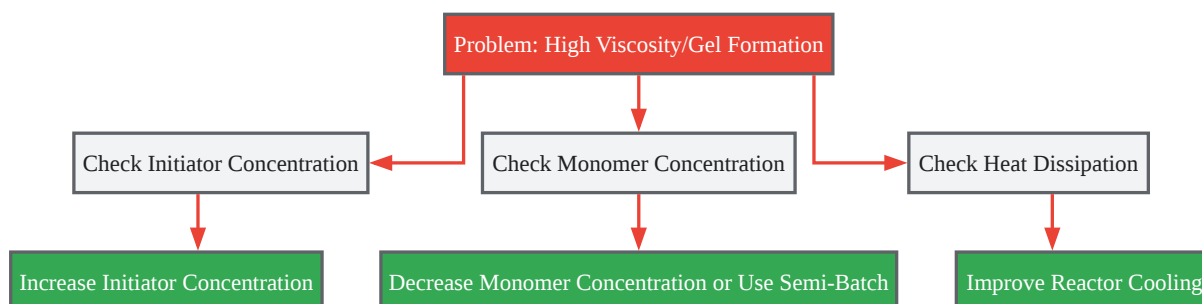 Problem: High Viscosity/Gel Formation
Check Initiator Concentration
Check Monomer Concentration
Check Heat Dissipation
Increase Initiator Concentration
Decrease Monomer Concentration or Use Semi-Batch
Improve Reactor Cooling